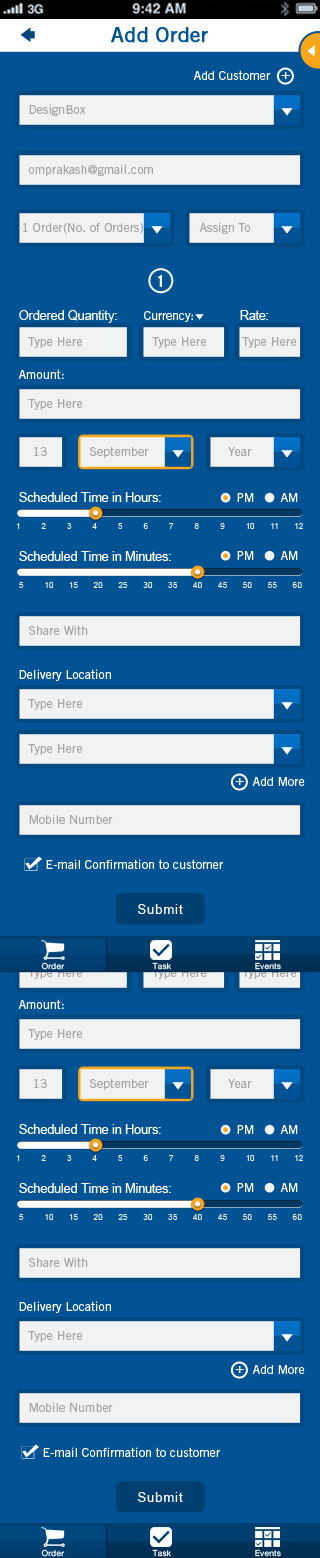 3G 9:42 AM
Add Order
Add Customer
DesignBox
omprakash@gmail.com
1 Order(No. of Orders) Assign To
1
Ordered Quantity: Currency: Rate:
Type Here Type Here Type Here
Amount:
Type Here
13 September Year
Scheduled Time in Hours: PM AM
1 2 3 4 5 6 7 8 9 10 11 12
Scheduled Time in Minutes: PM AM
5 10 15 20 25 30 35 40 45 50 55 60
Share With
Delivery Location
Type Here
Type Here
Add More
Mobile Number
E-mail Confirmation to customer
Submit
Order Task Events
Type Here Type Here Type Here
Amount:
Type Here
13 September Year
Scheduled Time in Hours: PM AM
1 2 3 4 5 6 7 8 9 10 11 12
Scheduled Time in Minutes: PM AM
5 10 15 20 25 30 35 40 45 50 55 60
Share With
Delivery Location
Type Here
Add More
Mobile Number
E-mail Confirmation to customer
Submit
Order Task Events